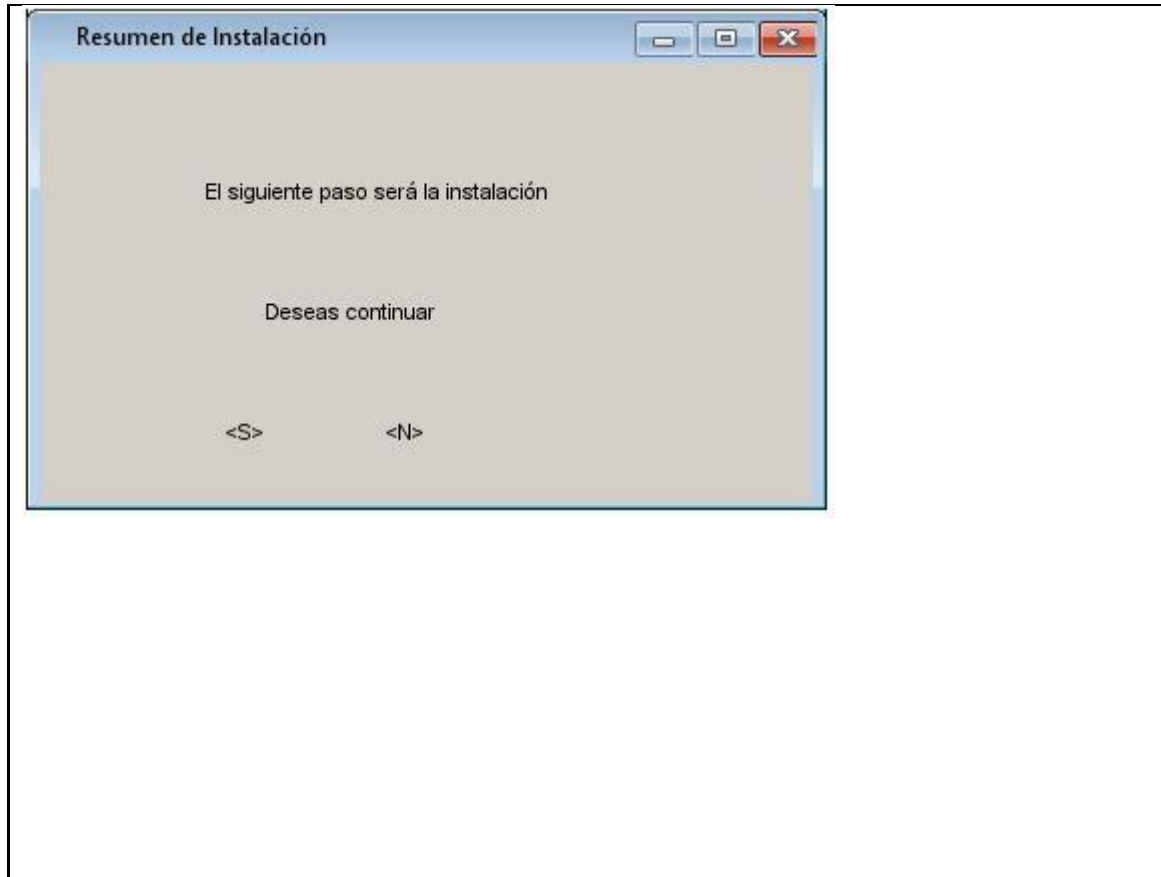 Resumen de Instalación
El siguiente paso será la instalación
Deseas continuar
<S> <N>